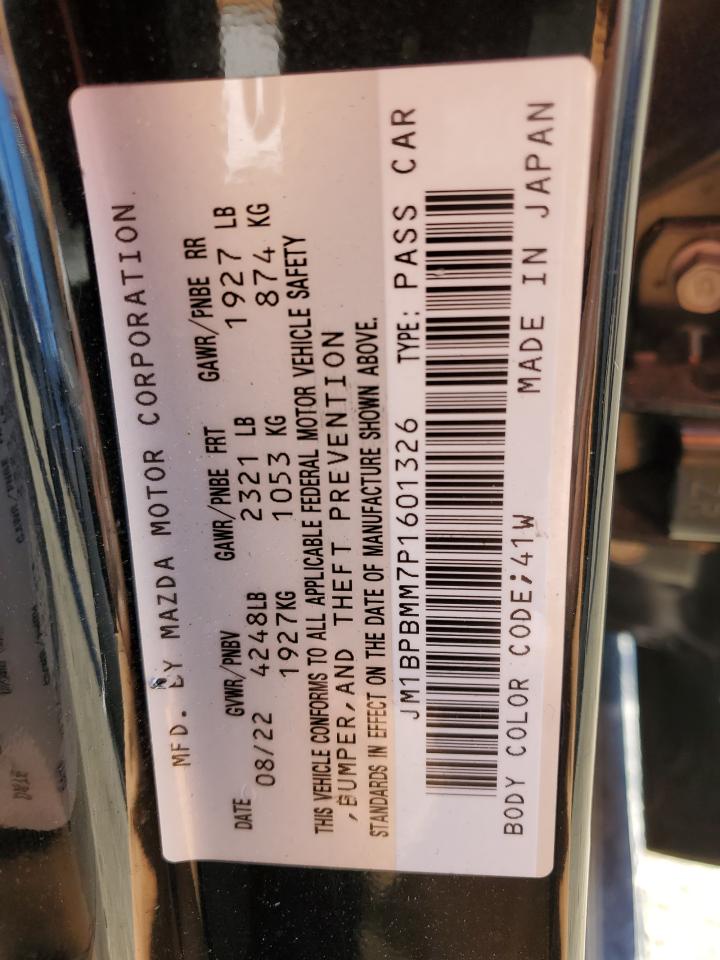 MFD. BY MAZDA MOTOR CORPORATION
DATE GVWR/PNBV GAWR/PNBE FRT GAWR/PNBE RR
08/22 4248LB 2321 LB 1927 LB
1927KG 1053 KG 874 KG
THIS VEHICLE CONFORMS TO ALL APPLICABLE FEDERAL MOTOR VEHICLE SAFETY
,BUMPER,AND THEFT PREVENTION
STANDARDS IN EFFECT ON THE DATE OF MANUFACTURE SHOWN ABOVE.
JM1BPBMM7P1601326 TYPE: PASS CAR
BODY COLOR CODE;41W MADE IN JAPAN